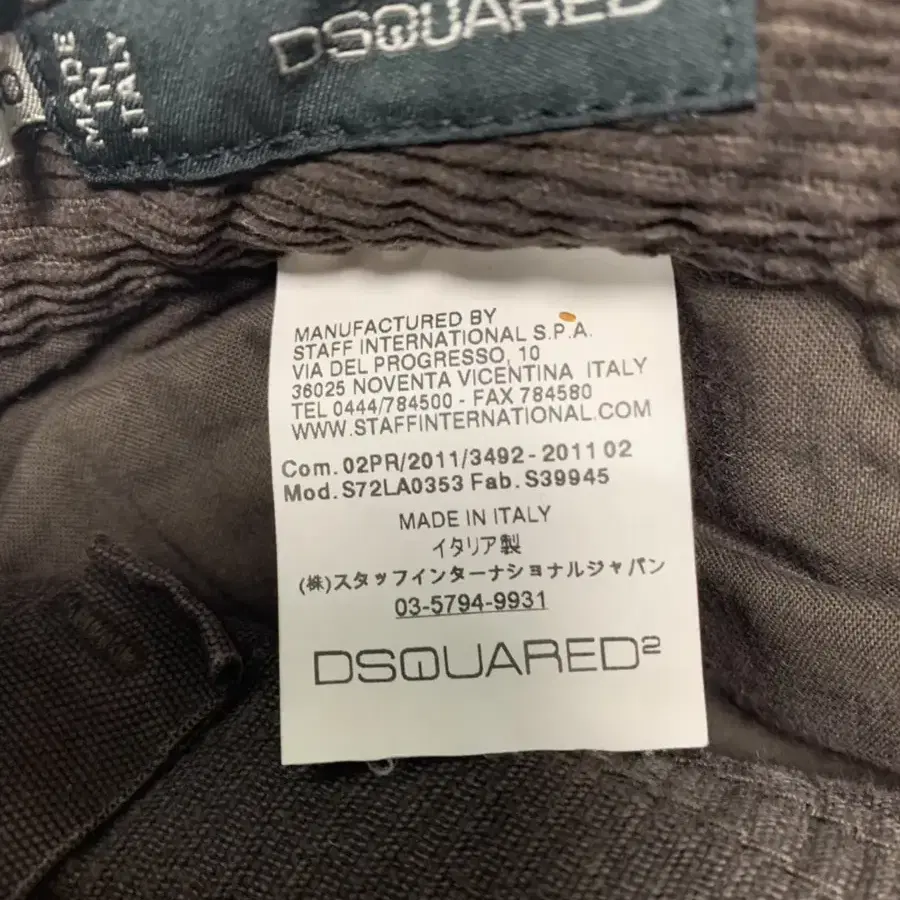 DSQUARED
MADE
IN
ITALY
MANUFACTURED BY
STAFF INTERNATIONAL S.P.A.
VIA DEL PROGRESSO, 10
36025 NOVENTA VICENTINA ITALY
TEL 0444/784500 - FAX 784580
WWW.STAFFINTERNATIONAL.COM
Com. 02PR/2011/3492 - 2011 02
Mod. S72LA0353 Fab. S39945
MADE IN ITALY
イタリア製
(株)スタッフインターナショナルジャパン
03-5794-9931
DSQUARED²